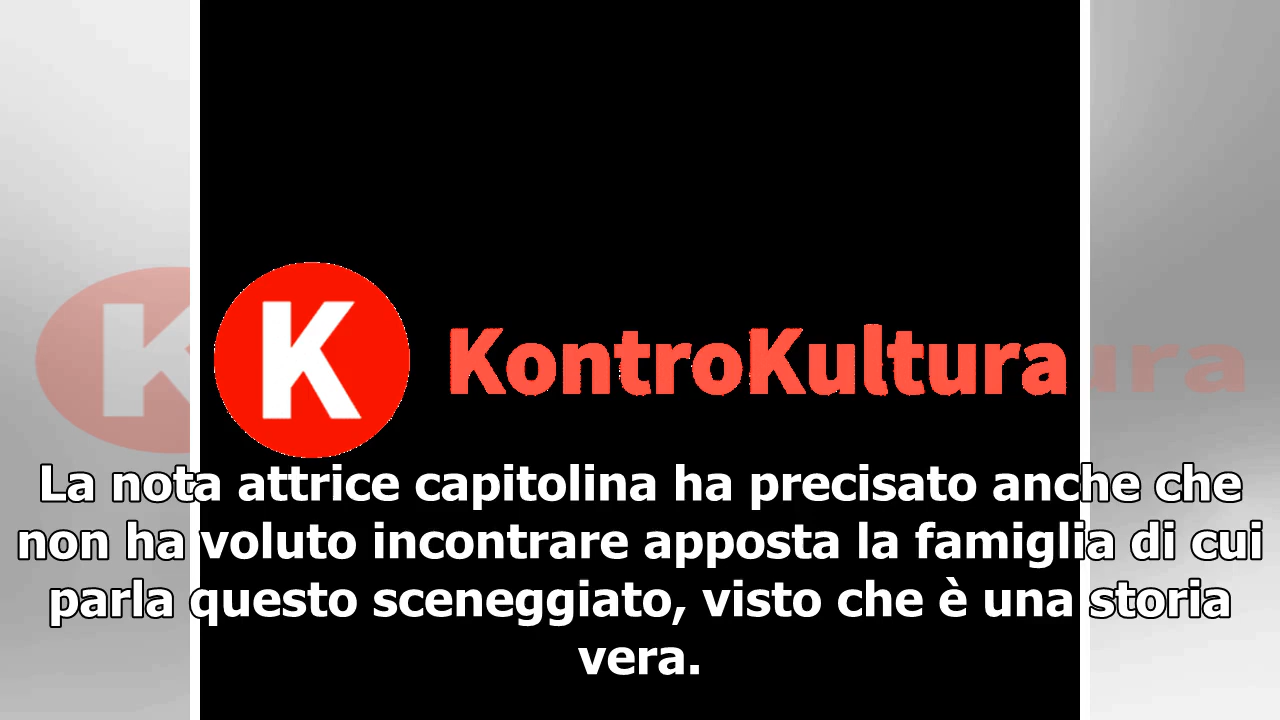 K KontroKultura
La nota attrice capitolina ha precisato anche che
non ha voluto incontrare apposta la famiglia di cui
parla questo sceneggiato, visto che è una storia
vera.